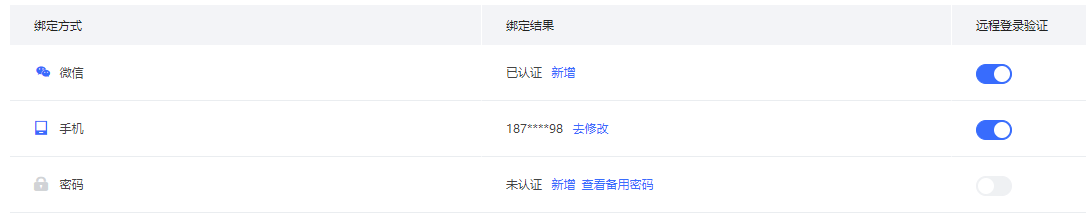 绑定方式 绑定结果 远程登录验证
微信 已认证 新增
手机 187****98 去修改
密码 未认证 新增 查看备用密码